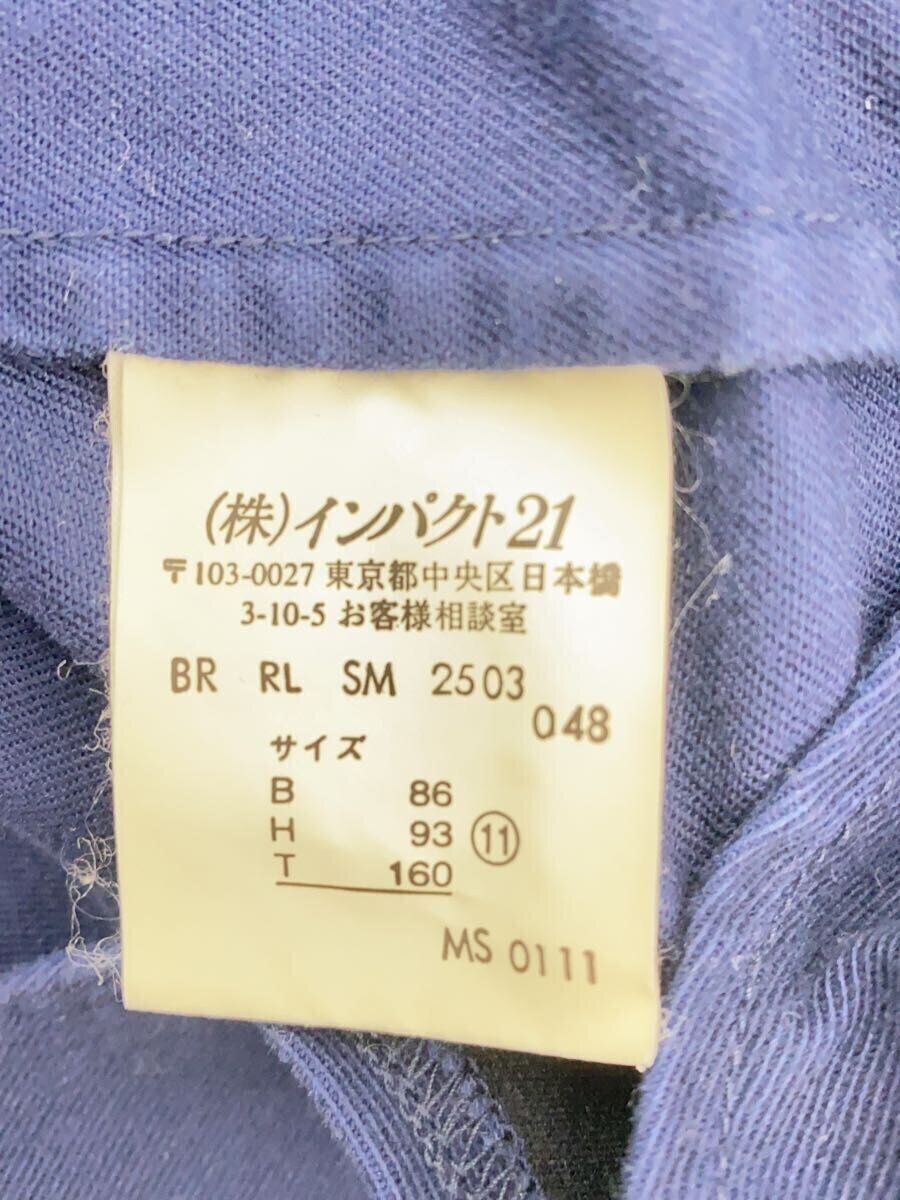 (株)インパクト21
〒103-0027 東京都中央区日本橋
3-10-5 お客様相談室
BR RL SM 2503
048
サイズ
B 86
H 93 ⑪
T 160
MS 0111